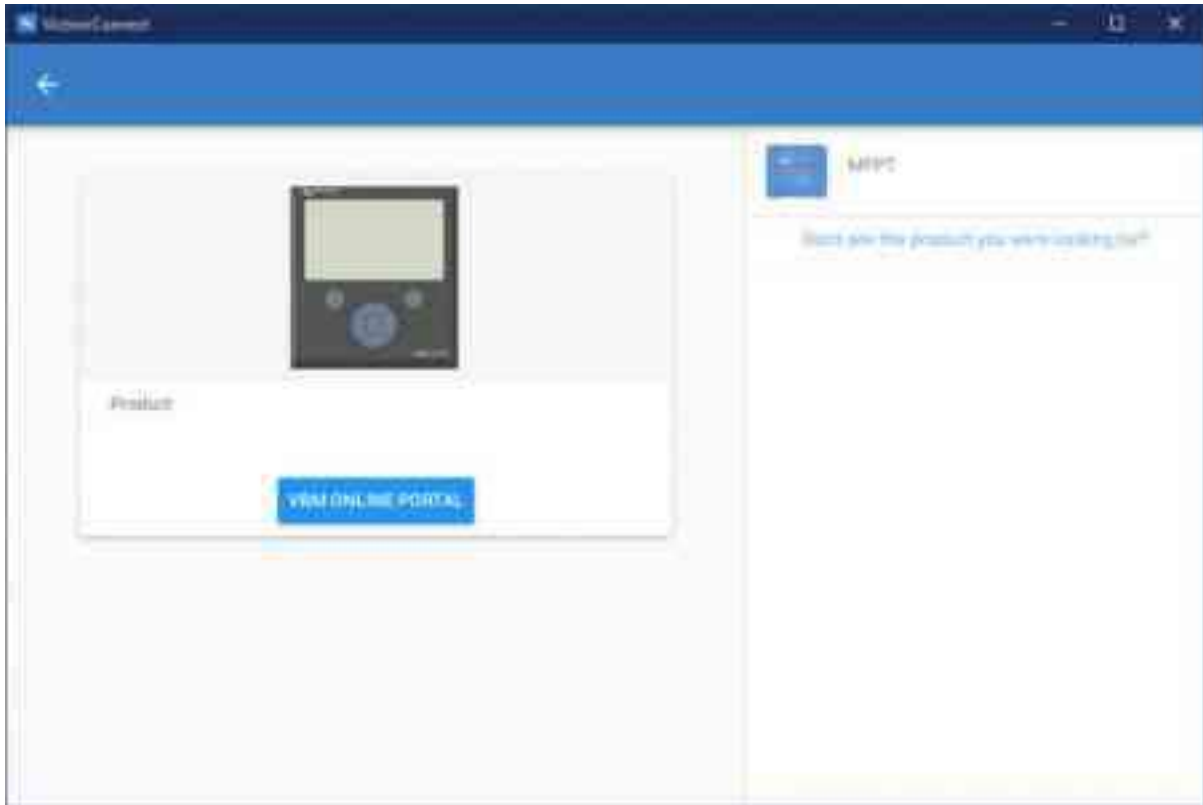 VictronConnect
Product
VRM ONLINE PORTAL
MPPT
Don't see the product you were looking for?